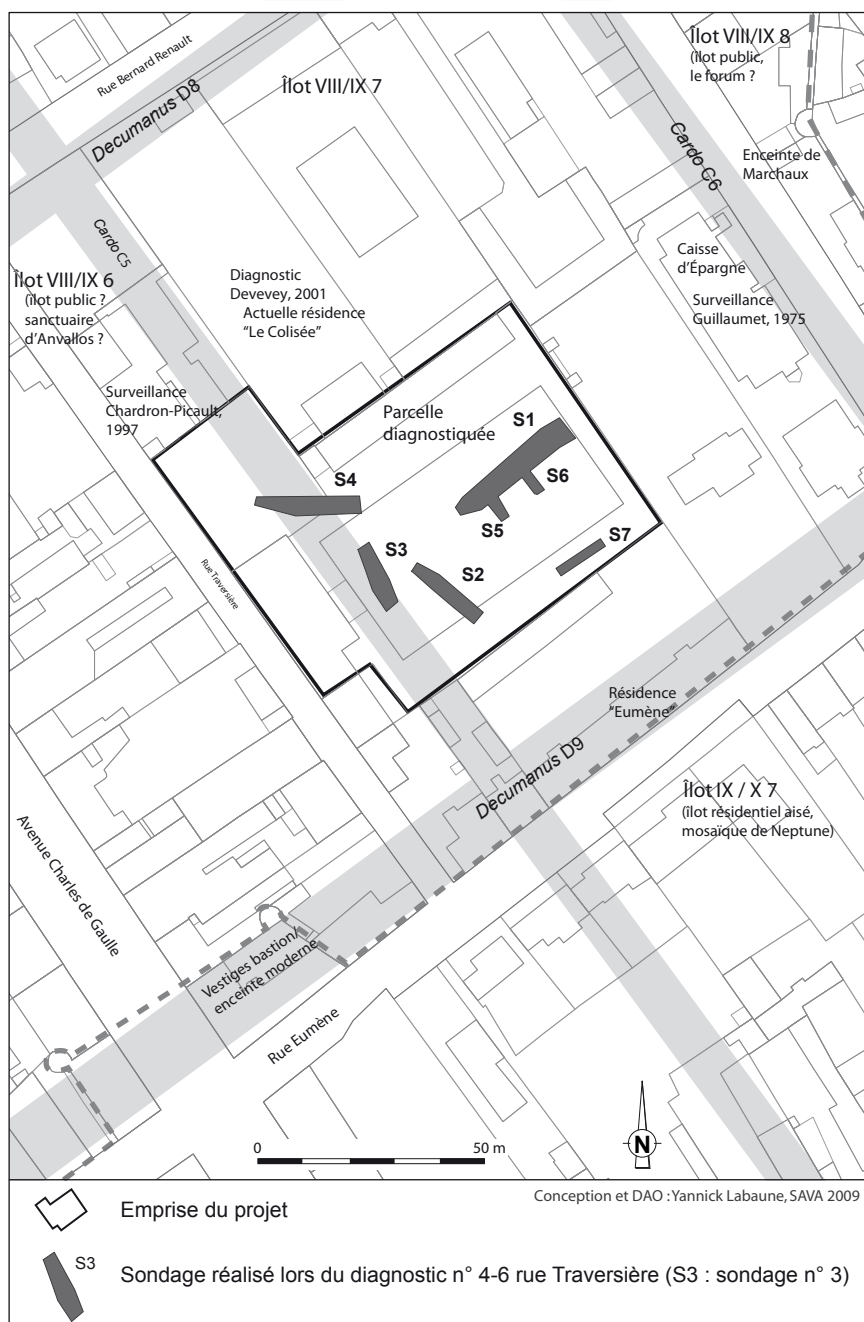 Rue Bernard Renault
Decumanus D8
Îlot VIII/IX 7
Îlot VIII/IX 8
(îlot public,
le forum ?
Enceinte de
Marchaux
Cardo C6
Cardo C5
Îlot VIII/IX 6
(îlot public ?
sanctuaire
d'Anvallos ?
Diagnostic
Devevey, 2001
Actuelle résidence
"Le Colisée"
Caisse
d'Épargne
Surveillance
Guillaumet, 1975
Surveillance
Chardron-Picault,
1997
Parcelle
diagnostiquée
S1
S4
S6
S5
S3
S7
S2
Rue Traversière
Résidence
"Eumène"
Decumanus D9
Îlot IX / X 7
(îlot résidentiel aisé,
mosaïque de Neptune)
Avenue Charles de Gaulle
Vestiges bastion/
enceinte moderne
Rue Eumène
0 50 m
N
Conception et DAO : Yannick Labaune, SAVA 2009
Emprise du projet
S3
Sondage réalisé lors du diagnostic n° 4-6 rue Traversière (S3 : sondage n° 3)